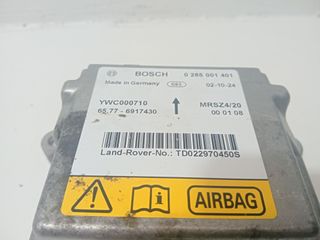 BOSCH 0 285 001 401
Made in Germany 02-10-24
YWC000710 MRSZ4/20
65.77 - 6917430 00 01 08
Land-Rover-No.: TD022970450S
AIRBAG